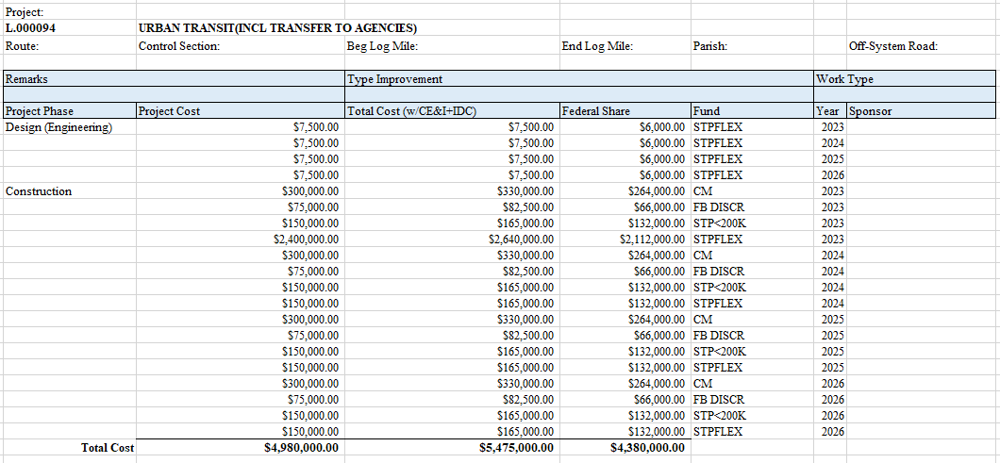 Project:
L.000094 URBAN TRANSIT(INCL TRANSFER TO AGENCIES)
Route: Control Section: Beg Log Mile: End Log Mile: Parish: Off-System Road:
Remarks Type Improvement Work Type
Project Phase Project Cost Total Cost (w/CE&I+IDC) Federal Share Fund Year Sponsor
Design (Engineering) $7,500.00 $7,500.00 $6,000.00 STPFLEX 2023
$7,500.00 $7,500.00 $6,000.00 STPFLEX 2024
$7,500.00 $7,500.00 $6,000.00 STPFLEX 2025
$7,500.00 $7,500.00 $6,000.00 STPFLEX 2026
Construction $300,000.00 $330,000.00 $264,000.00 CM 2023
$75,000.00 $82,500.00 $66,000.00 FB DISCR 2023
$150,000.00 $165,000.00 $132,000.00 STP<200K 2023
$2,400,000.00 $2,640,000.00 $2,112,000.00 STPFLEX 2023
$300,000.00 $330,000.00 $264,000.00 CM 2024
$75,000.00 $82,500.00 $66,000.00 FB DISCR 2024
$150,000.00 $165,000.00 $132,000.00 STP<200K 2024
$150,000.00 $165,000.00 $132,000.00 STPFLEX 2024
$300,000.00 $330,000.00 $264,000.00 CM 2025
$75,000.00 $82,500.00 $66,000.00 FB DISCR 2025
$150,000.00 $165,000.00 $132,000.00 STP<200K 2025
$150,000.00 $165,000.00 $132,000.00 STPFLEX 2025
$300,000.00 $330,000.00 $264,000.00 CM 2026
$75,000.00 $82,500.00 $66,000.00 FB DISCR 2026
$150,000.00 $165,000.00 $132,000.00 STP<200K 2026
$150,000.00 $165,000.00 $132,000.00 STPFLEX 2026
Total Cost $4,980,000.00 $5,475,000.00 $4,380,000.00